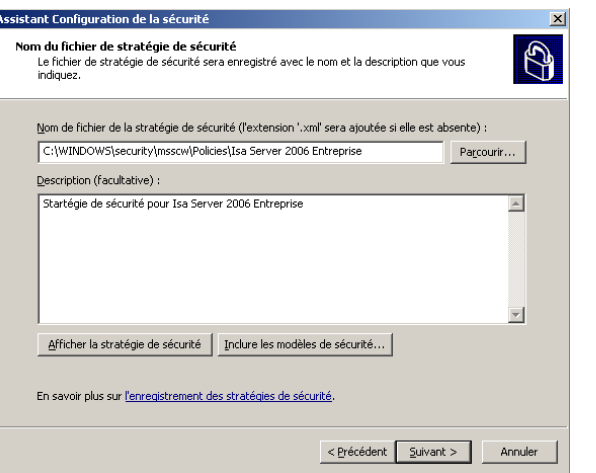 Assistant Configuration de la sécurité
Nom du fichier de stratégie de sécurité
Le fichier de stratégie de sécurité sera enregistré avec le nom et la description que vous
indiquez.
Nom de fichier de la stratégie de sécurité (l'extension '.xml' sera ajoutée si elle est absente) :
C:\WINDOWS\security\msscw\Policies\Isa Server 2006 Entreprise
Parcourir...
Description (facultative) :
Startégie de sécurité pour Isa Server 2006 Entreprise
Afficher la stratégie de sécurité
Inclure les modèles de sécurité...
En savoir plus sur l'enregistrement des stratégies de sécurité.
< Précédent
Suivant >
Annuler